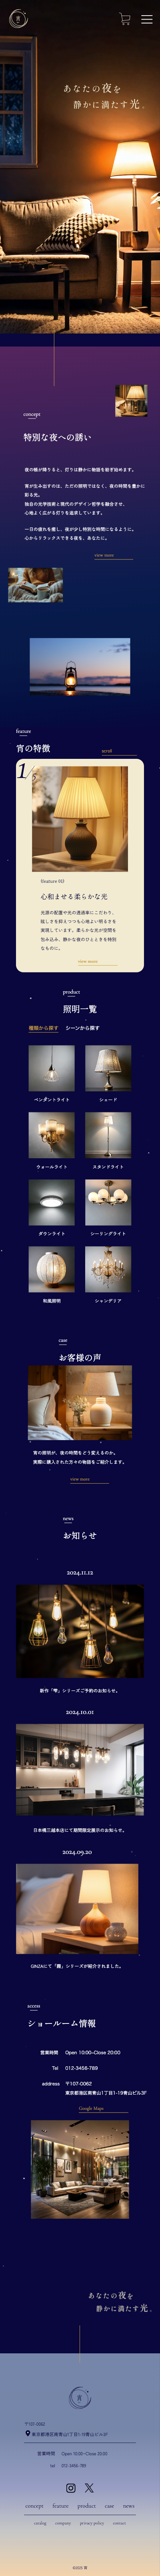 宵
あなたの夜を
静かに満たす光。
concept
特別な夜への誘い
夜の帳が降りると、灯りは静かに物語を紡ぎ始めます。
宵が生み出すのは、ただの照明ではなく、夜の時間を豊かに
彩る光。
独自の光学技術と現代のデザイン哲学を融合させ、
心地よく広がる灯りを追求しています。
一日の疲れを癒し、夜が少し特別な時間になるように。
心からリラックスできる夜を、あなたに。
view more
feature
宵の特徴
scroll
1/5
心和ませる柔らかな光
光源の配置や光の透過率にこだわり、
眩しさを抑えつつも心地よい明るさを
実現しています。柔らかな光が空間を
包み込み、静かな夜のひとときを特別
なものに。
view more
product
照明一覧
種類から探す
シーンから探す
ペンダントライト
シェード
ウォールライト
スタンドライト
ダウンライト
シーリングライト
和風照明
シャンデリア
case
お客様の声
宵の照明が、夜の時間をどう変えるのか。
実際に購入された方々の物語をご紹介します。
view more
news
お知らせ
2024.11.12
新作「雫」シリーズご予約のお知らせ。
2024.10.01
日本橋三越本店にて期間限定展示のお知らせ。
2024.09.20
GINZAにて「朧」シリーズが紹介されました。
access
ショールーム情報
営業時間 Open 10:00-Close 20:00
Tel 012-3456-789
address 〒107-0062
東京都港区南青山1丁目1-19青山ビル3F
Google Maps
あなたの夜を
静かに満たす光。
宵
〒107-0062
東京都港区南青山1丁目1-19青山ビル3F
営業時間 Open 10:00-Close 20:00
tel 012-3456-789
concept feature product case news
catalog company privacy policy contact
©2025 宵